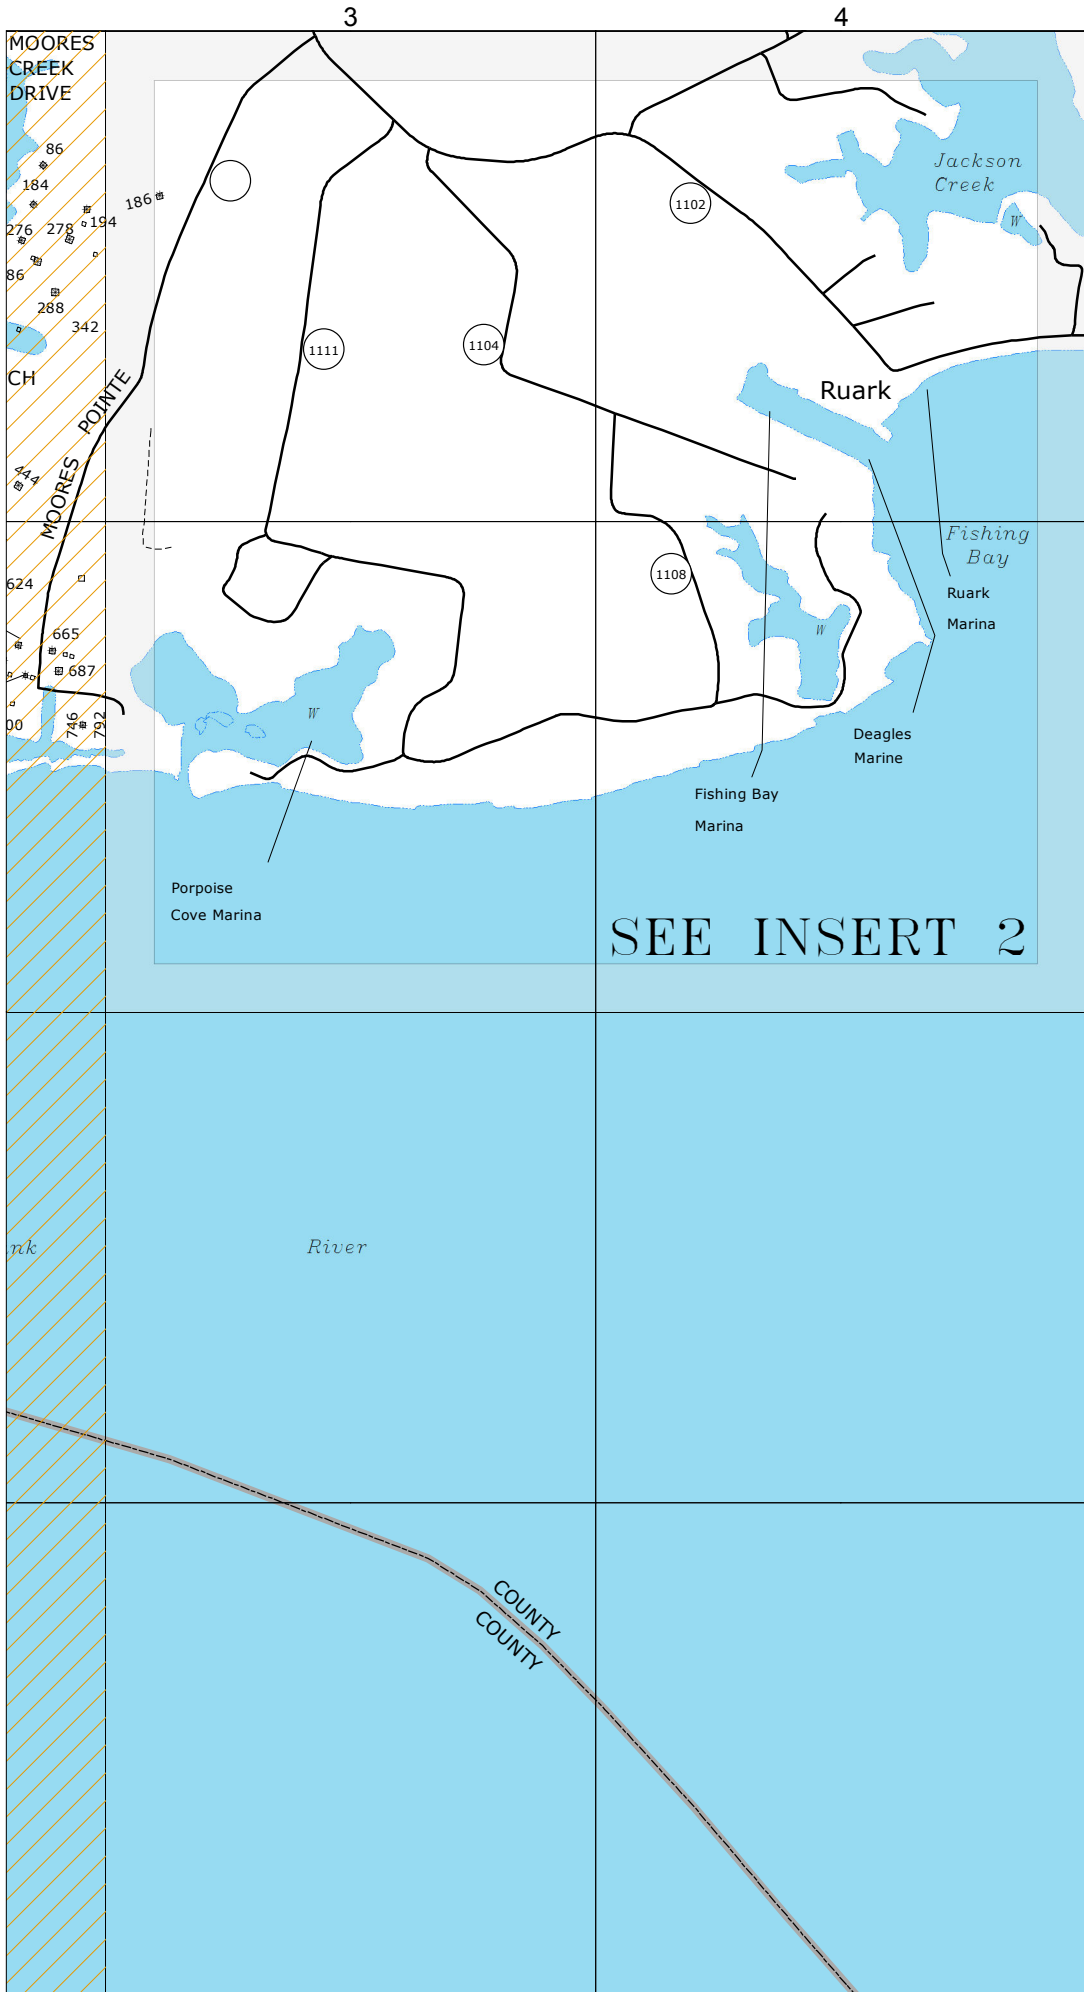 3
4
MOORES
CREEK
DRIVE
86
184
186
194
276
278
86
288
342
CH
MOORES POINTE
444
624
665
687
00
746
792
1102
1104
1111
1108
Jackson
Creek
W
Ruark
Fishing
Bay
Ruark
Marina
W
W
Deagles
Marine
Fishing Bay
Marina
Porpoise
Cove Marina
SEE INSERT 2
nk
River
COUNTY
COUNTY